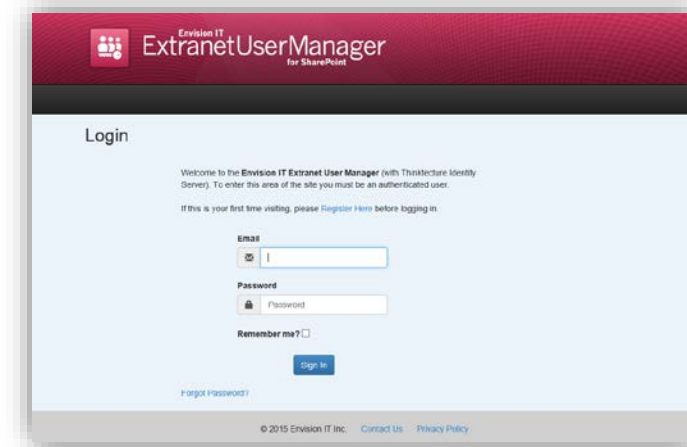 Envision IT
ExtranetUserManager
for SharePoint
Login
Welcome to the Envision IT Extranet User Manager (with Thinktecture Identity
Server). To enter this area of the site you must be an authenticated user.
If this is your first time visiting, please Register Here before logging in.
Email
Password
Password
Remember me?
Sign In
Forgot Password?
© 2015 Envision IT Inc. Contact Us Privacy Policy